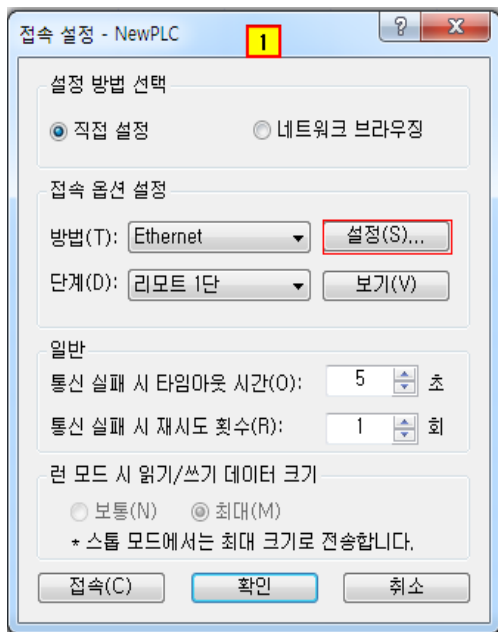 접속 설정 - NewPLC
1
설정 방법 선택
직접 설정 네트워크 브라우징
접속 옵션 설정
방법(T): Ethernet 설정(S)...
단계(D): 리모트 1단 보기(V)
일반
통신 실패 시 타임아웃 시간(O): 5 초
통신 실패 시 재시도 횟수(R): 1 회
런 모드 시 읽기/쓰기 데이터 크기
보통(N) 최대(M)
* 스톱 모드에서는 최대 크기로 전송합니다.
접속(C) 확인 취소